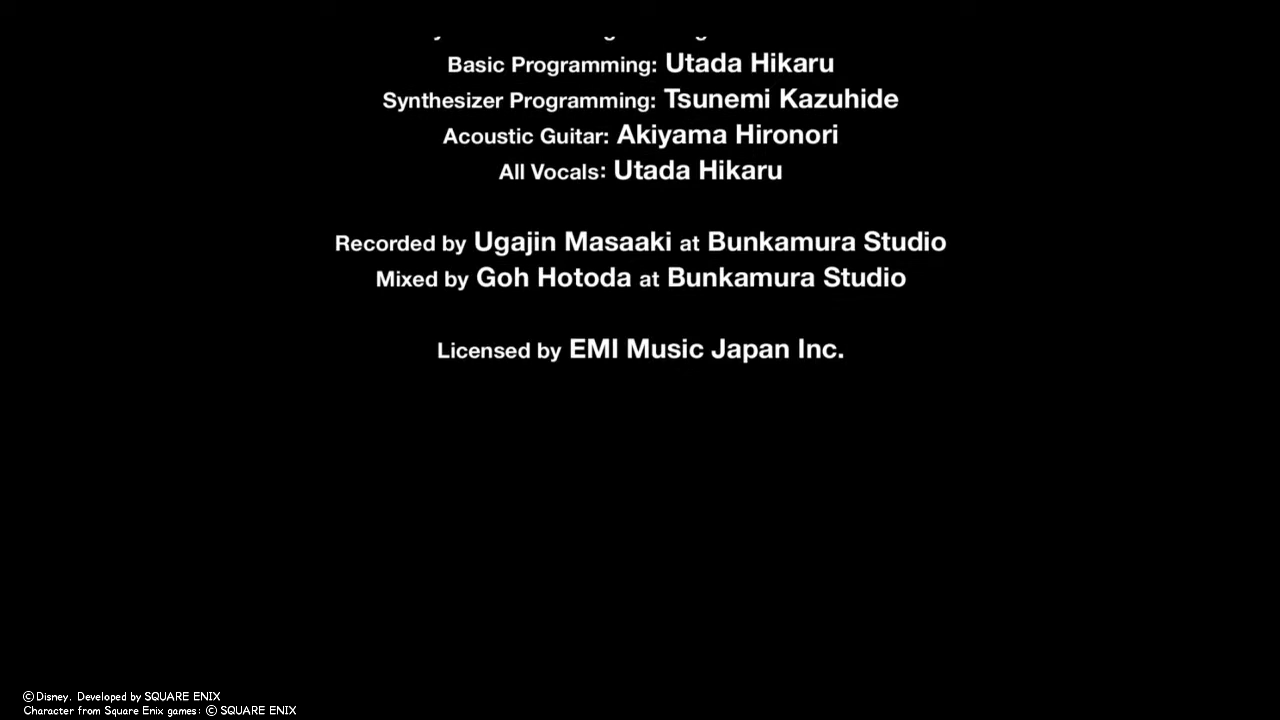 Basic Programming: Utada Hikaru
Synthesizer Programming: Tsunemi Kazuhide
Acoustic Guitar: Akiyama Hironori
All Vocals: Utada Hikaru
Recorded by Ugajin Masaaki at Bunkamura Studio
Mixed by Goh Hotoda at Bunkamura Studio
Licensed by EMI Music Japan Inc.
©Disney. Developed by SQUARE ENIX
Character from Square Enix games: © SQUARE ENIX